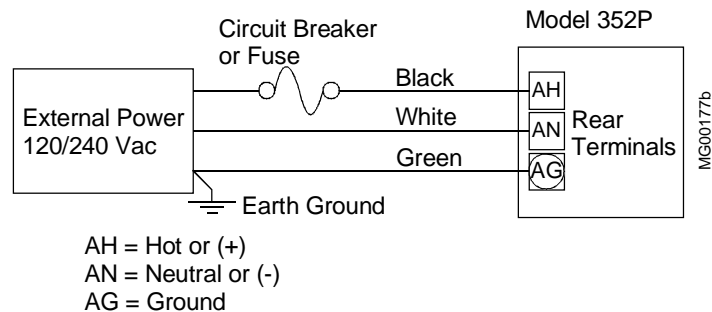 Model 352P
Circuit Breaker
or Fuse
Black
AH
External Power
120/240 Vac
White
AN
Rear
Terminals
Green
AG
Earth Ground
MG00177b
AH = Hot or (+)
AN = Neutral or (-)
AG = Ground